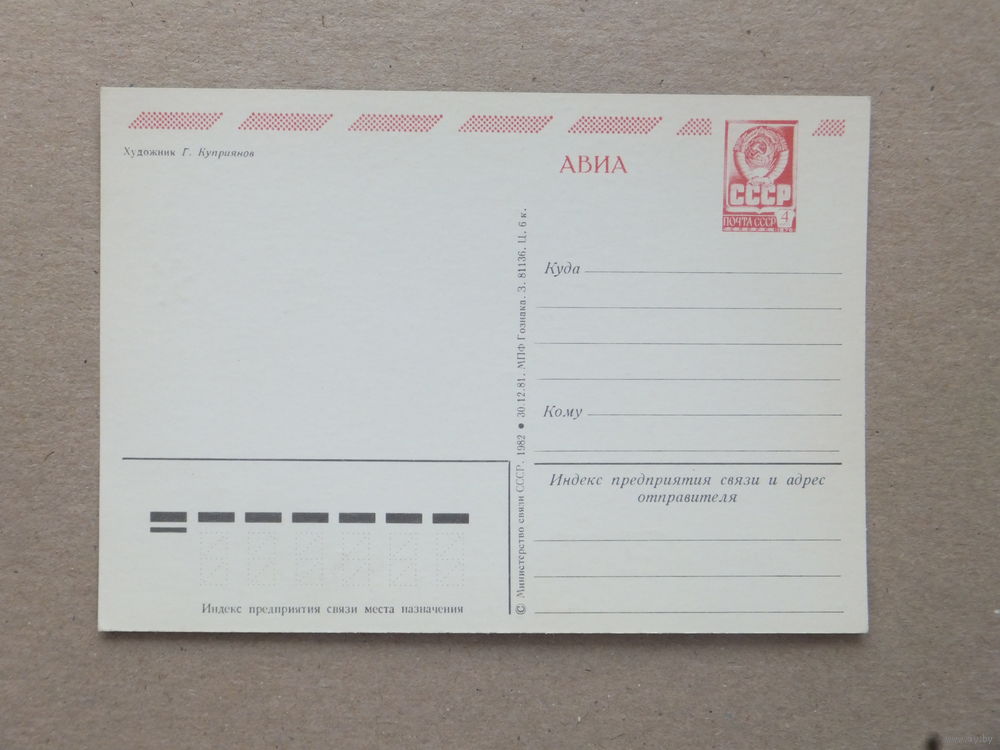 Художник Г. Куприянов
АВИА
СССР
ПОЧТА СССР 4
Куда
Кому
Индекс предприятия связи и адрес
отправителя
© Министерство связи СССР. 1982 ● 30.12.81. МПФ Гознака. З. 81136. Ц. 6 к.
Индекс предприятия связи места назначения